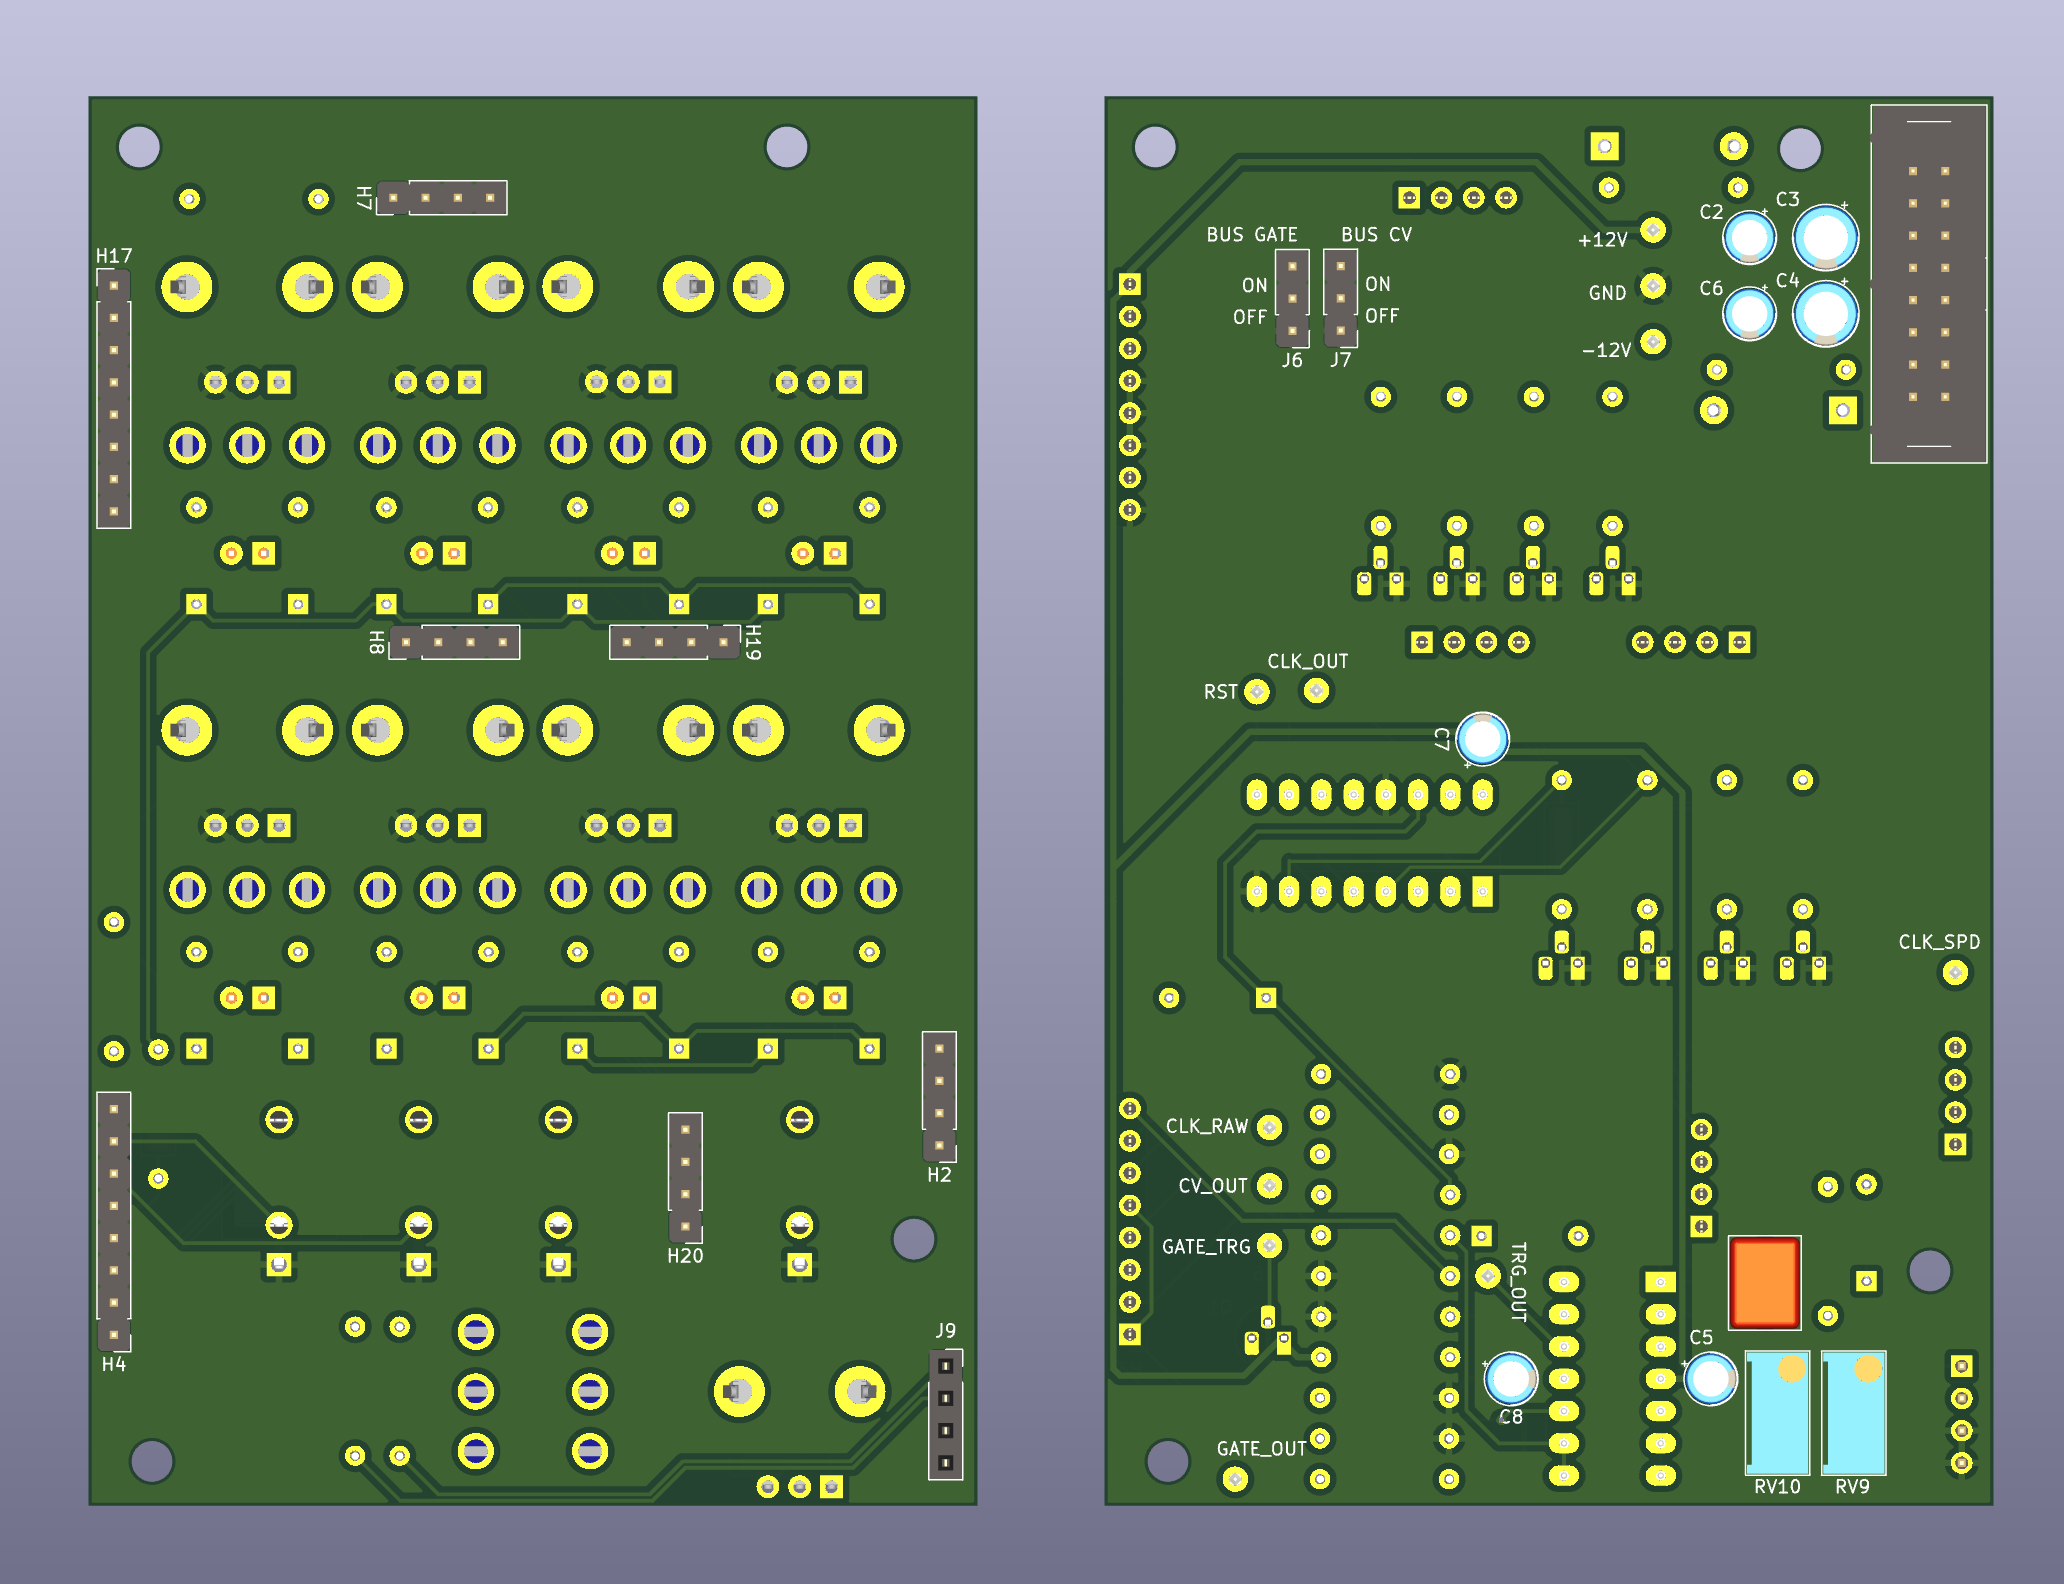 H7
H17
H8
H19
H2
H20
H4
J9
C2
C3
BUS GATE
BUS CV
+12V
ON
ON
C6
C4
GND
OFF
OFF
-12V
J6
J7
CLK_OUT
RST
C7
CLK_SPD
CLK_RAW
CV_OUT
GATE_TRG
TRG_OUT
C5
C8
GATE_OUT
RV10
RV9